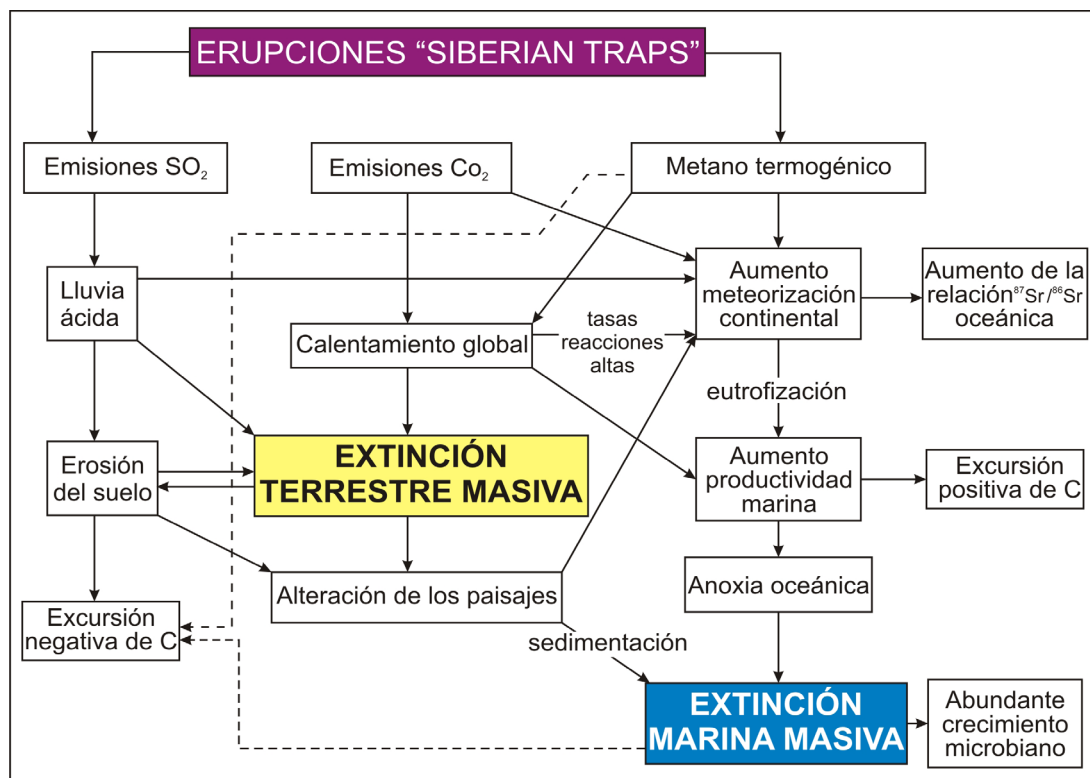 ERUPCIONES “SIBERIAN TRAPS”
Emisiones SO₂
Emisiones Co₂
Metano termogénico
Lluvia
ácida
Aumento
meteorización
continental
Aumento de la
relación ⁸⁷Sr/⁸⁶Sr
oceánica
Calentamiento global
tasas
reacciones
altas
eutrofización
Erosión
del suelo
EXTINCIÓN
TERRESTRE MASIVA
Aumento
productividad
marina
Excursión
positiva de C
Alteración de los paisajes
Anoxia oceánica
Excursión
negativa de C
sedimentación
EXTINCIÓN
MARINA MASIVA
Abundante
crecimiento
microbiano